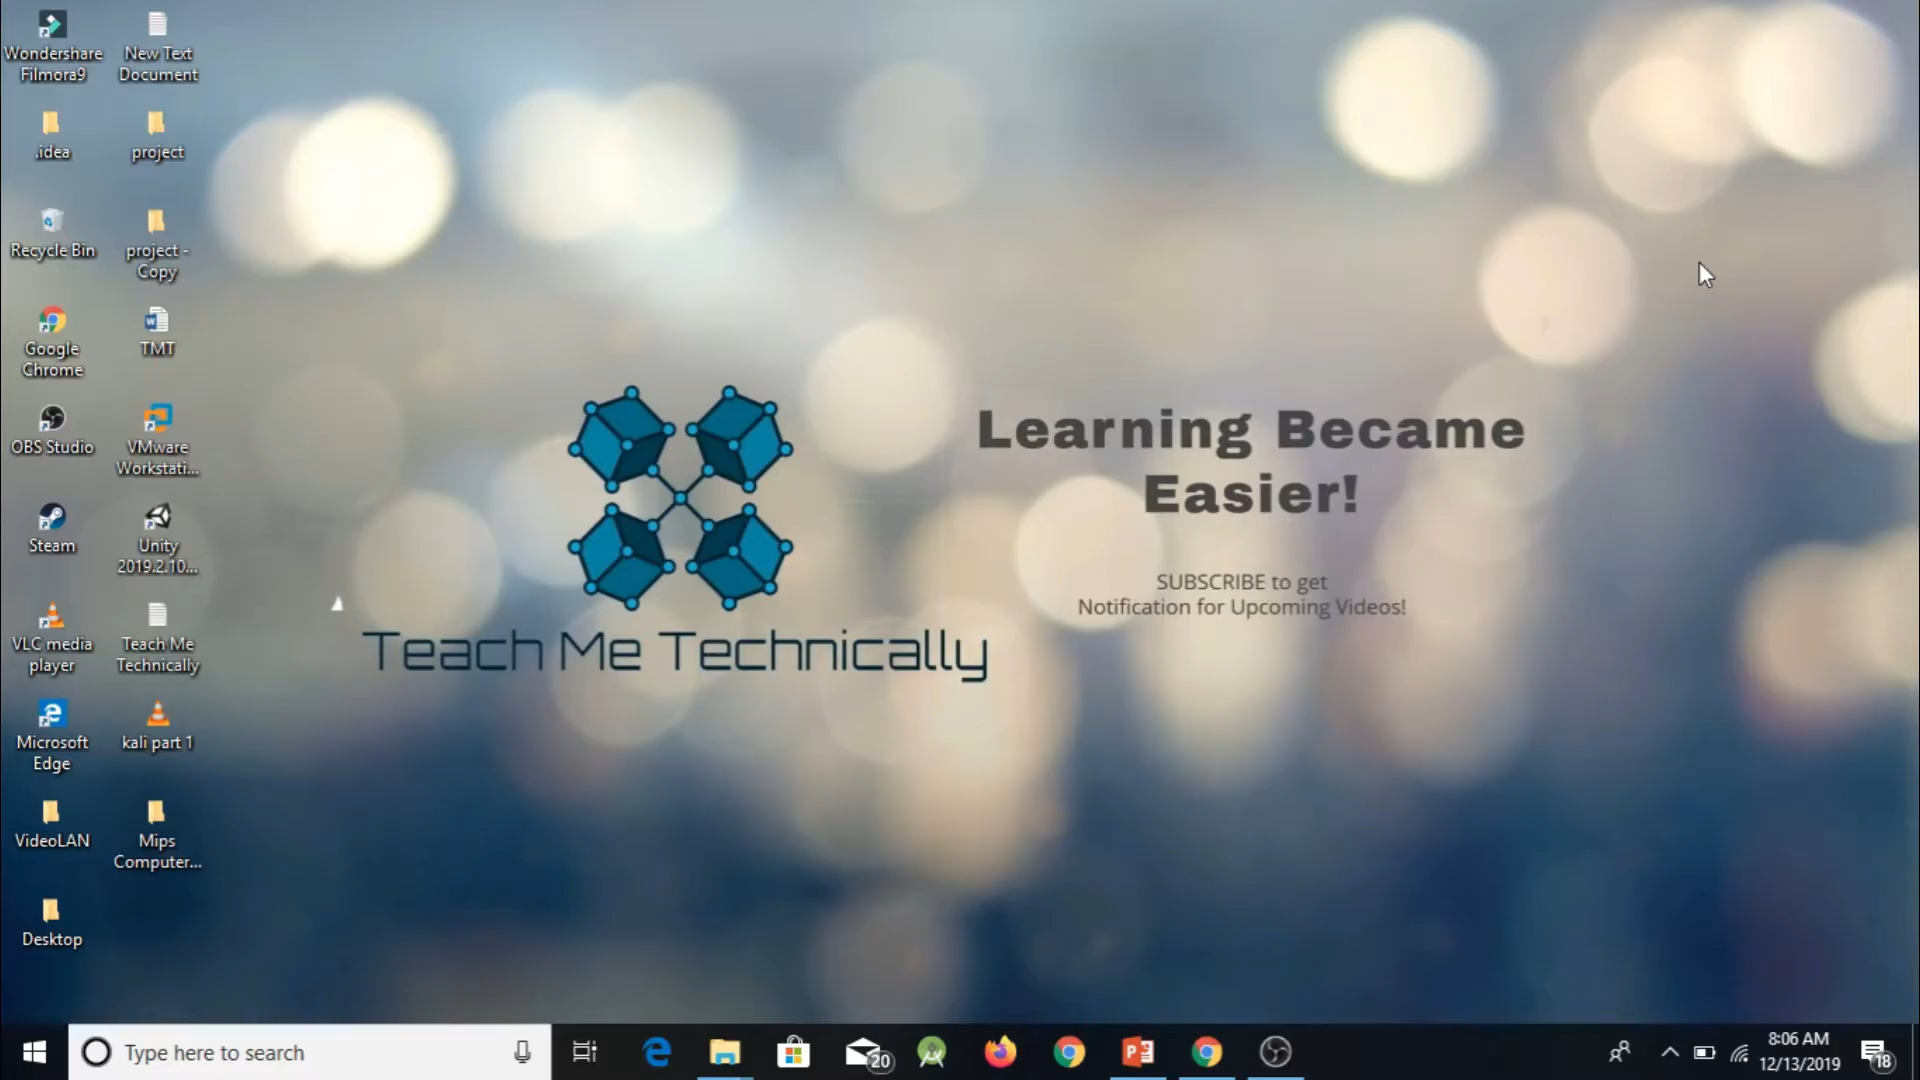 Wondershare
Filmora9
New Text
Document
.idea
project
Recycle Bin
project -
Copy
Google
Chrome
TMT
OBS Studio
VMware
Workstati...
Steam
Unity
2019.2.10...
VLC media
player
Teach Me
Technically
Microsoft
Edge
kali part 1
VideoLAN
Mips
Computer...
Desktop
Teach Me Technically
Learning Became
Easier!
SUBSCRIBE to get
Notification for Upcoming Videos!
Type here to search
20
8:06 AM
12/13/2019
18